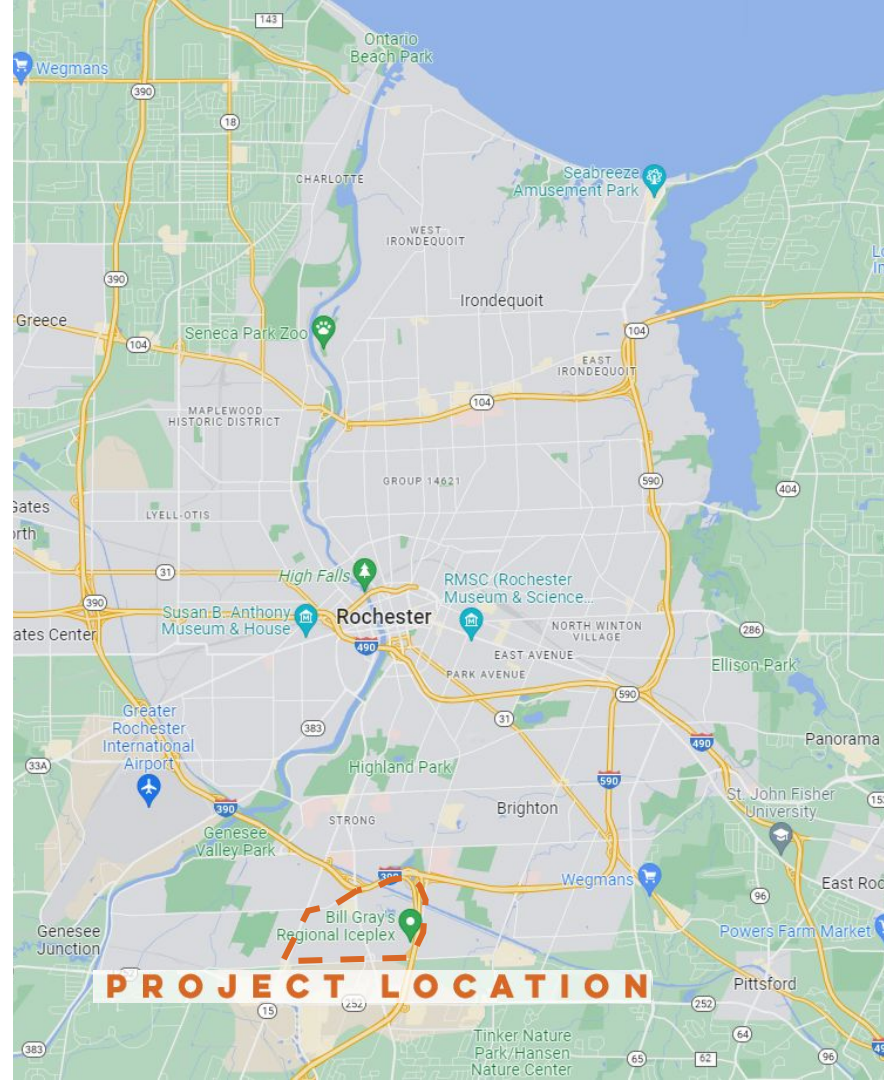 143
Ontario
Beach Park
Wegmans
390
18
Seabreeze
Amusement Park
CHARLOTTE
WEST
IRONDEQUOIT
390
Irondequoit
Greece
Seneca Park Zoo
104
104
EAST
IRONDEQUOIT
104
MAPLEWOOD
HISTORIC DISTRICT
GROUP 14621
590
404
Gates
LYELL-OTIS
31
High Falls
RMSC (Rochester
Museum & Science...
390
Susan B. Anthony
Museum & House
Rochester
NORTH WINTON
VILLAGE
286
ates Center
490
EAST AVENUE
PARK AVENUE
Ellison Park
590
Greater
Rochester
International
Airport
383
31
490
Panorama
33A
Highland Park
590
St. John Fisher
University
390
STRONG
Brighton
Genesee
Valley Park
390
Wegmans
96
East Roc
Bill Gray's
Regional Iceplex
Genesee
Junction
Powers Farm Market
PROJECT LOCATION
Pittsford
15
252
252
383
Tinker Nature
Park/Hansen
Nature Center
64
65
62
96